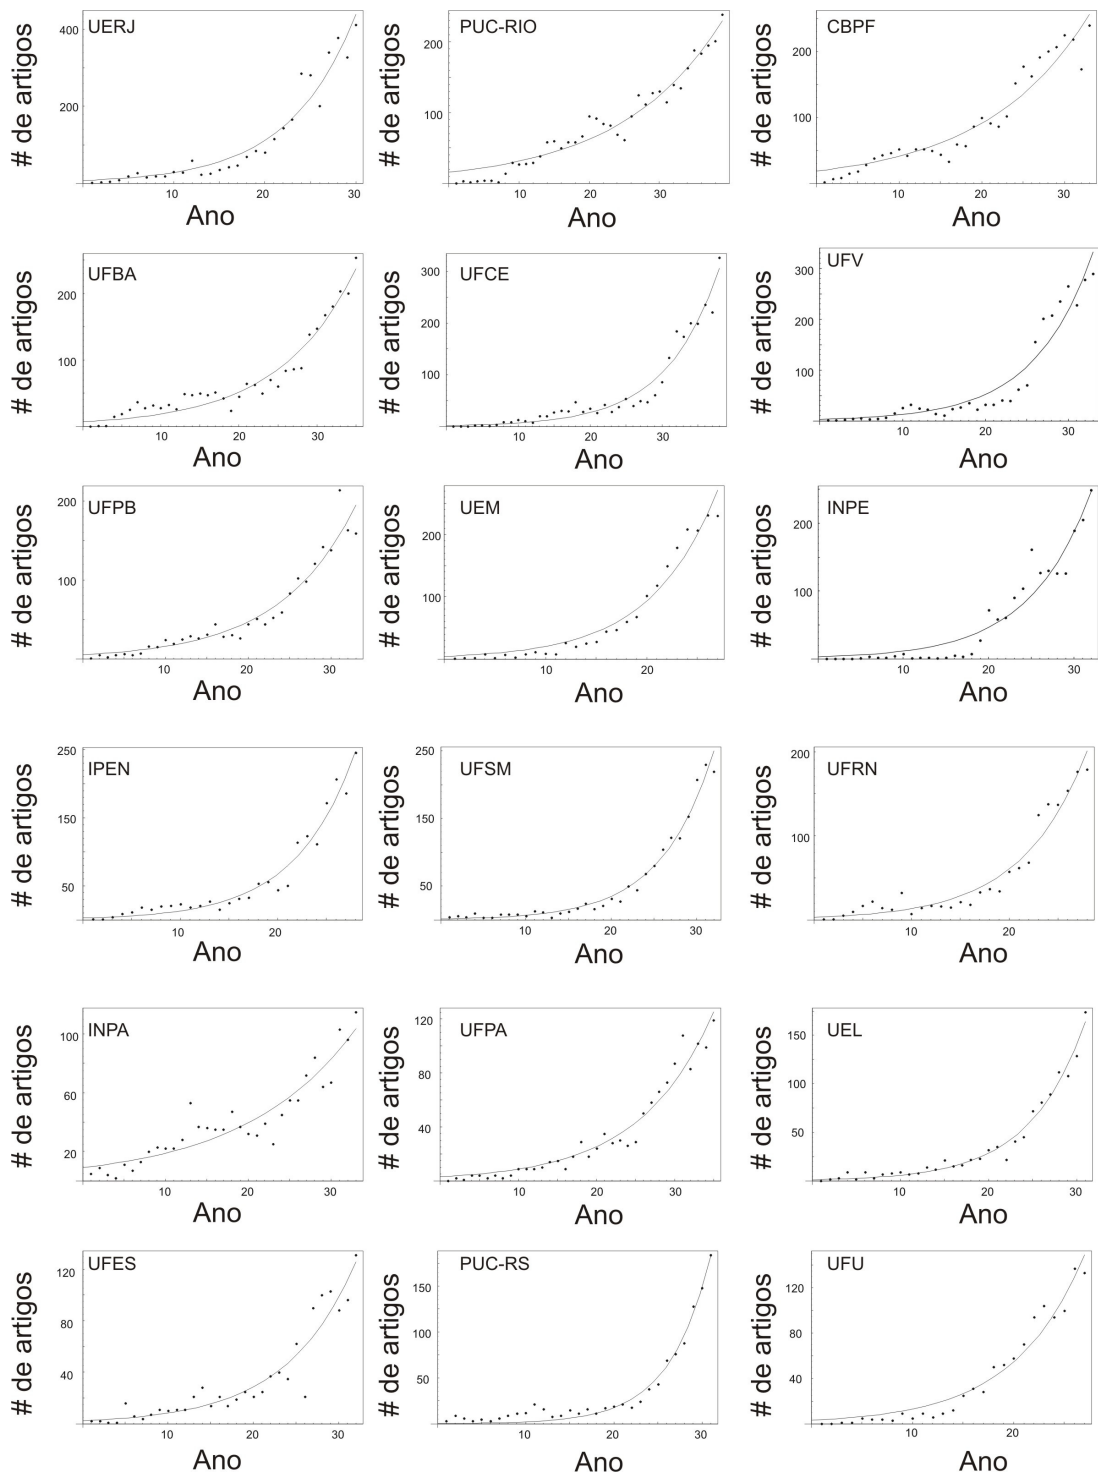 UERJ
# de artigos
400
200
10
20
30
Ano
PUC-RIO
# de artigos
200
100
10
20
30
Ano
CBPF
# de artigos
200
100
10
20
30
Ano
UFBA
# de artigos
200
100
10
20
30
Ano
UFCE
# de artigos
300
200
100
10
20
30
Ano
UFV
# de artigos
300
200
100
10
20
30
Ano
UFPB
# de artigos
200
100
10
20
30
Ano
UEM
# de artigos
200
100
10
20
Ano
INPE
# de artigos
200
100
10
20
30
Ano
IPEN
# de artigos
250
150
50
10
20
Ano
UFSM
# de artigos
250
150
50
10
20
30
Ano
UFRN
# de artigos
200
100
10
20
Ano
INPA
# de artigos
100
60
20
10
20
30
Ano
UFPA
# de artigos
120
80
40
10
20
30
Ano
UEL
# de artigos
150
100
50
10
20
30
Ano
UFES
# de artigos
120
80
40
10
20
30
Ano
PUC-RS
# de artigos
150
100
50
10
20
30
Ano
UFU
# de artigos
120
80
40
10
20
Ano